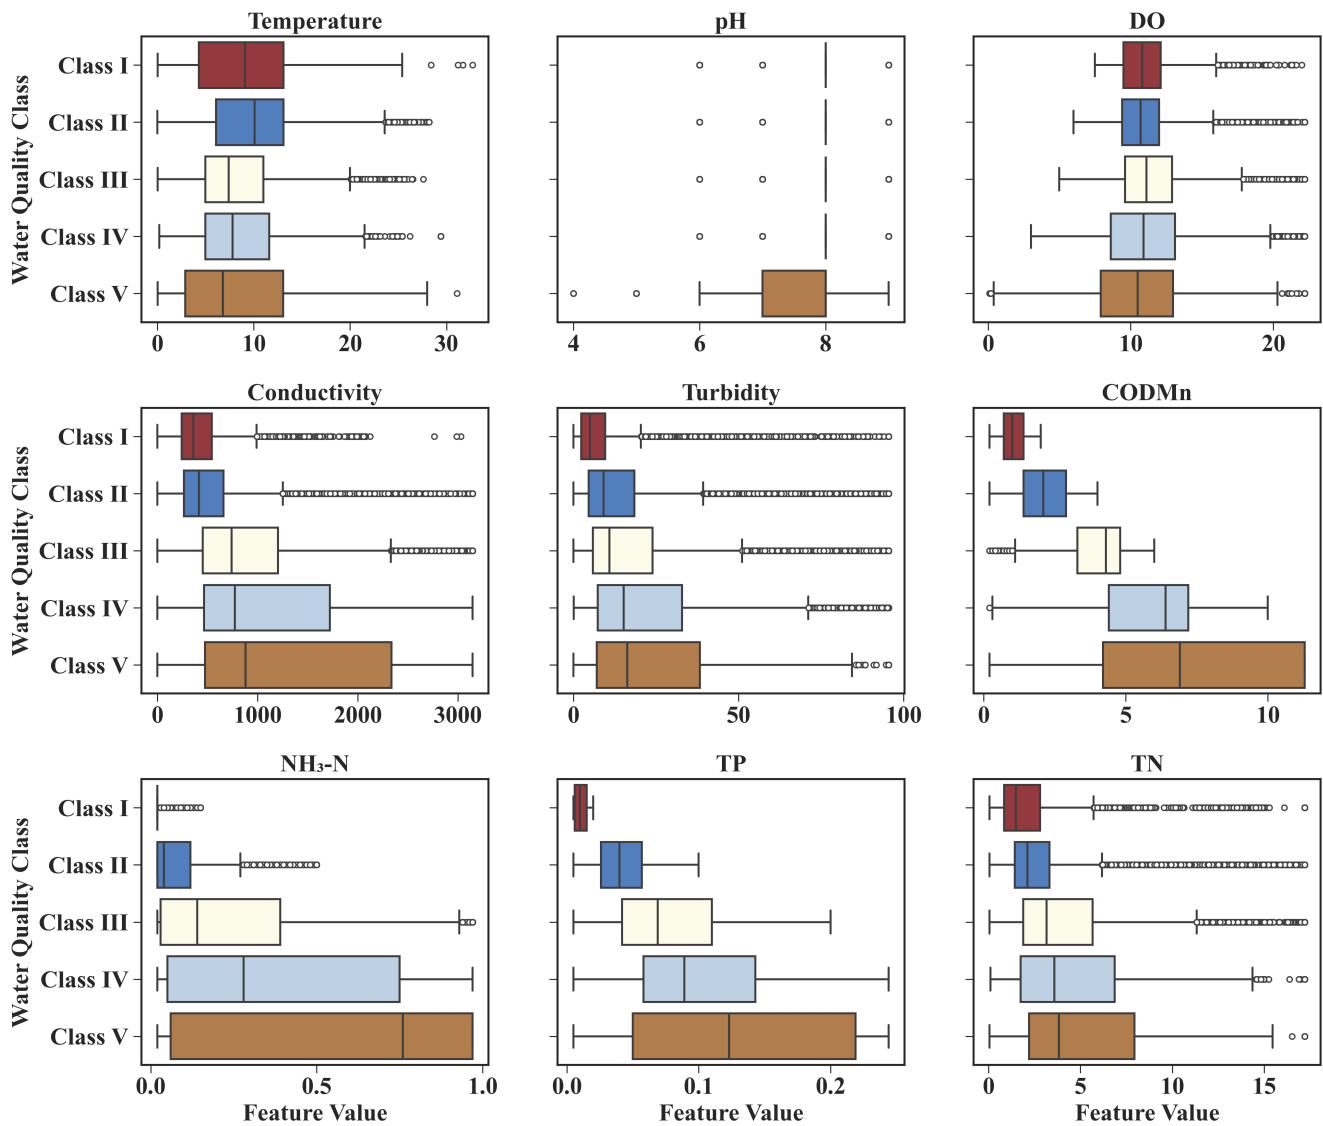 Temperature
pH
DO
Water Quality Class
Class I
Class II
Class III
Class IV
Class V
0 10 20 30
4 6 8
0 10 20
Conductivity
Turbidity
CODMn
Water Quality Class
Class I
Class II
Class III
Class IV
Class V
0 1000 2000 3000
0 50 100
0 5 10
NH₃-N
TP
TN
Water Quality Class
Class I
Class II
Class III
Class IV
Class V
0.0 0.5 1.0
0.0 0.1 0.2
0 5 10 15
Feature Value
Feature Value
Feature Value